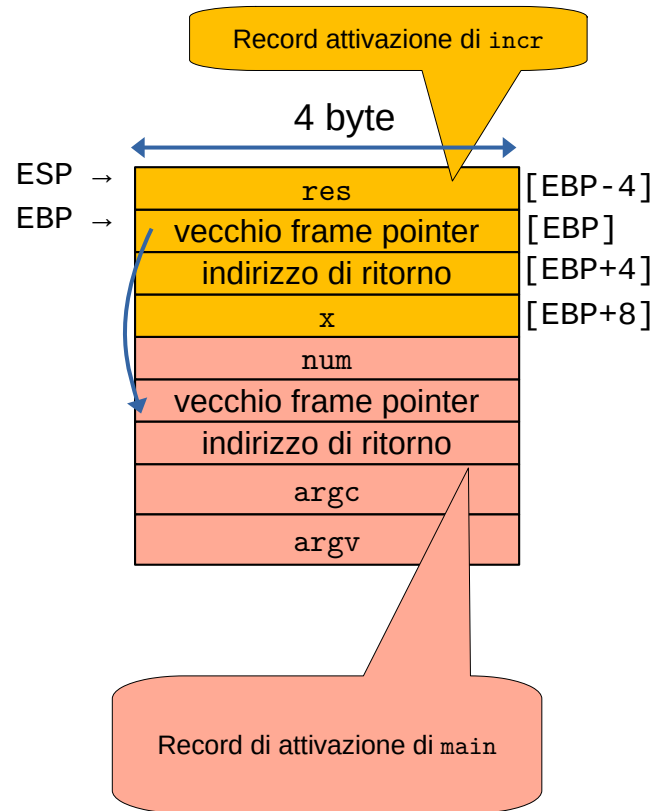 Record attivazione di incr
4 byte
ESP → res [EBP-4]
EBP → vecchio frame pointer [EBP]
indirizzo di ritorno [EBP+4]
x [EBP+8]
num
vecchio frame pointer
indirizzo di ritorno
argc
argv
Record di attivazione di main